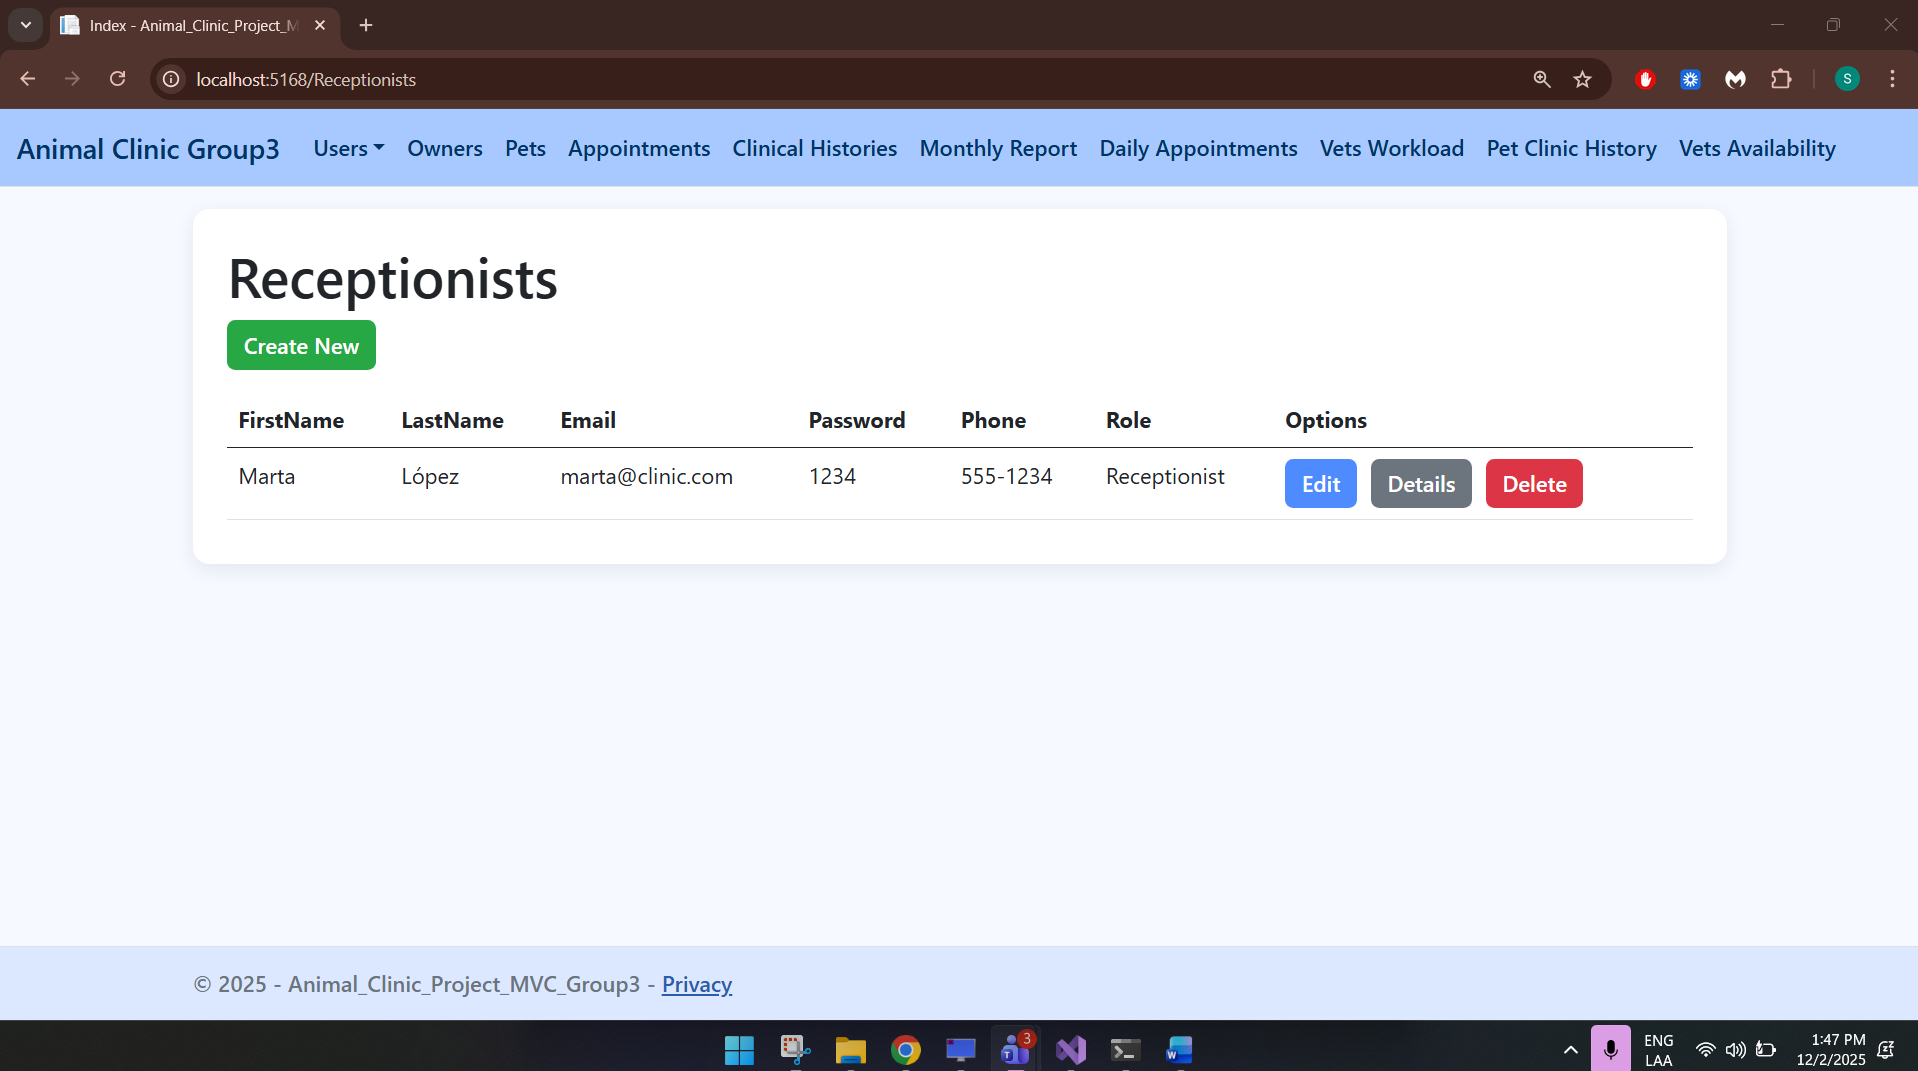 Index - Animal_Clinic_Project_M
localhost:5168/Receptionists
S
Animal Clinic Group3 Users Owners Pets Appointments Clinical Histories Monthly Report Daily Appointments Vets Workload Pet Clinic History Vets Availability
Receptionists
Create New
FirstName LastName Email Password Phone Role Options
Marta López marta@clinic.com 1234 555-1234 Receptionist Edit Details Delete
© 2025 - Animal_Clinic_Project_MVC_Group3 - Privacy
3
T
W
ENG
LAA
1:47 PM
12/2/2025